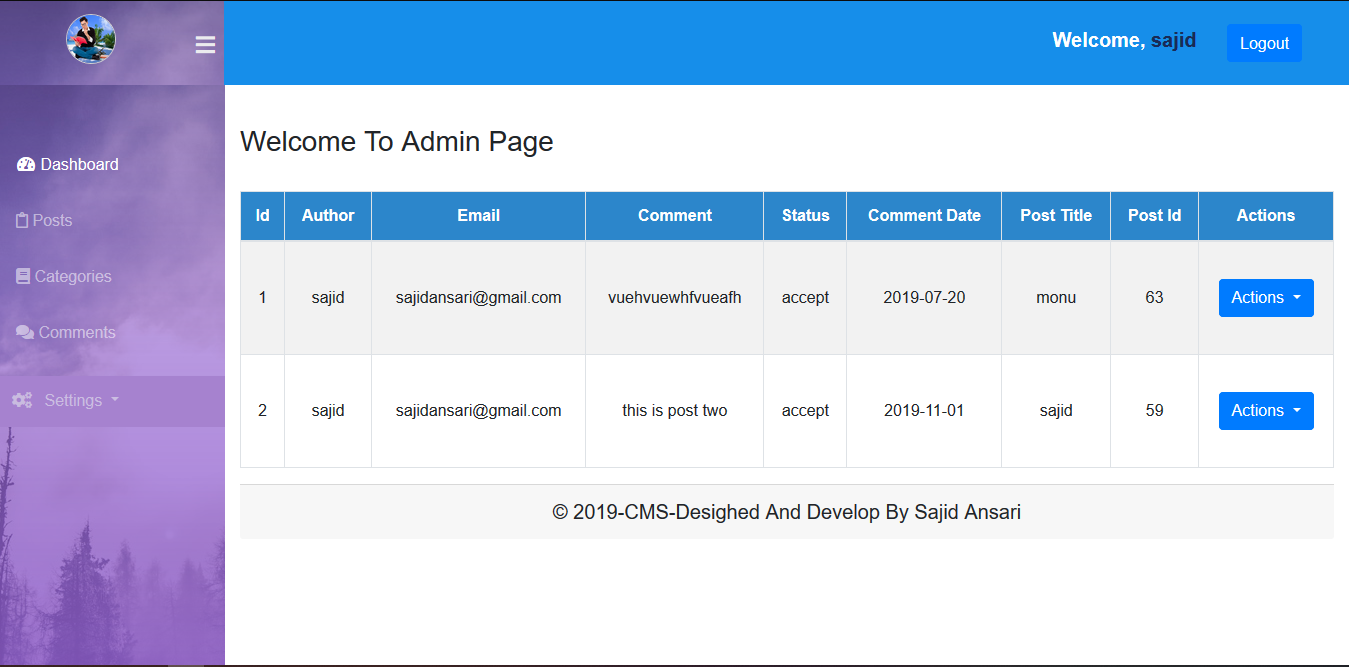 Welcome, sajid
Logout
Dashboard
Posts
Categories
Comments
Settings
Welcome To Admin Page
Id Author Email Comment Status Comment Date Post Title Post Id Actions
1 sajid sajidansari@gmail.com vuehvuewhfvueafh accept 2019-07-20 monu 63 Actions
2 sajid sajidansari@gmail.com this is post two accept 2019-11-01 sajid 59 Actions
© 2019-CMS-Desighed And Develop By Sajid Ansari